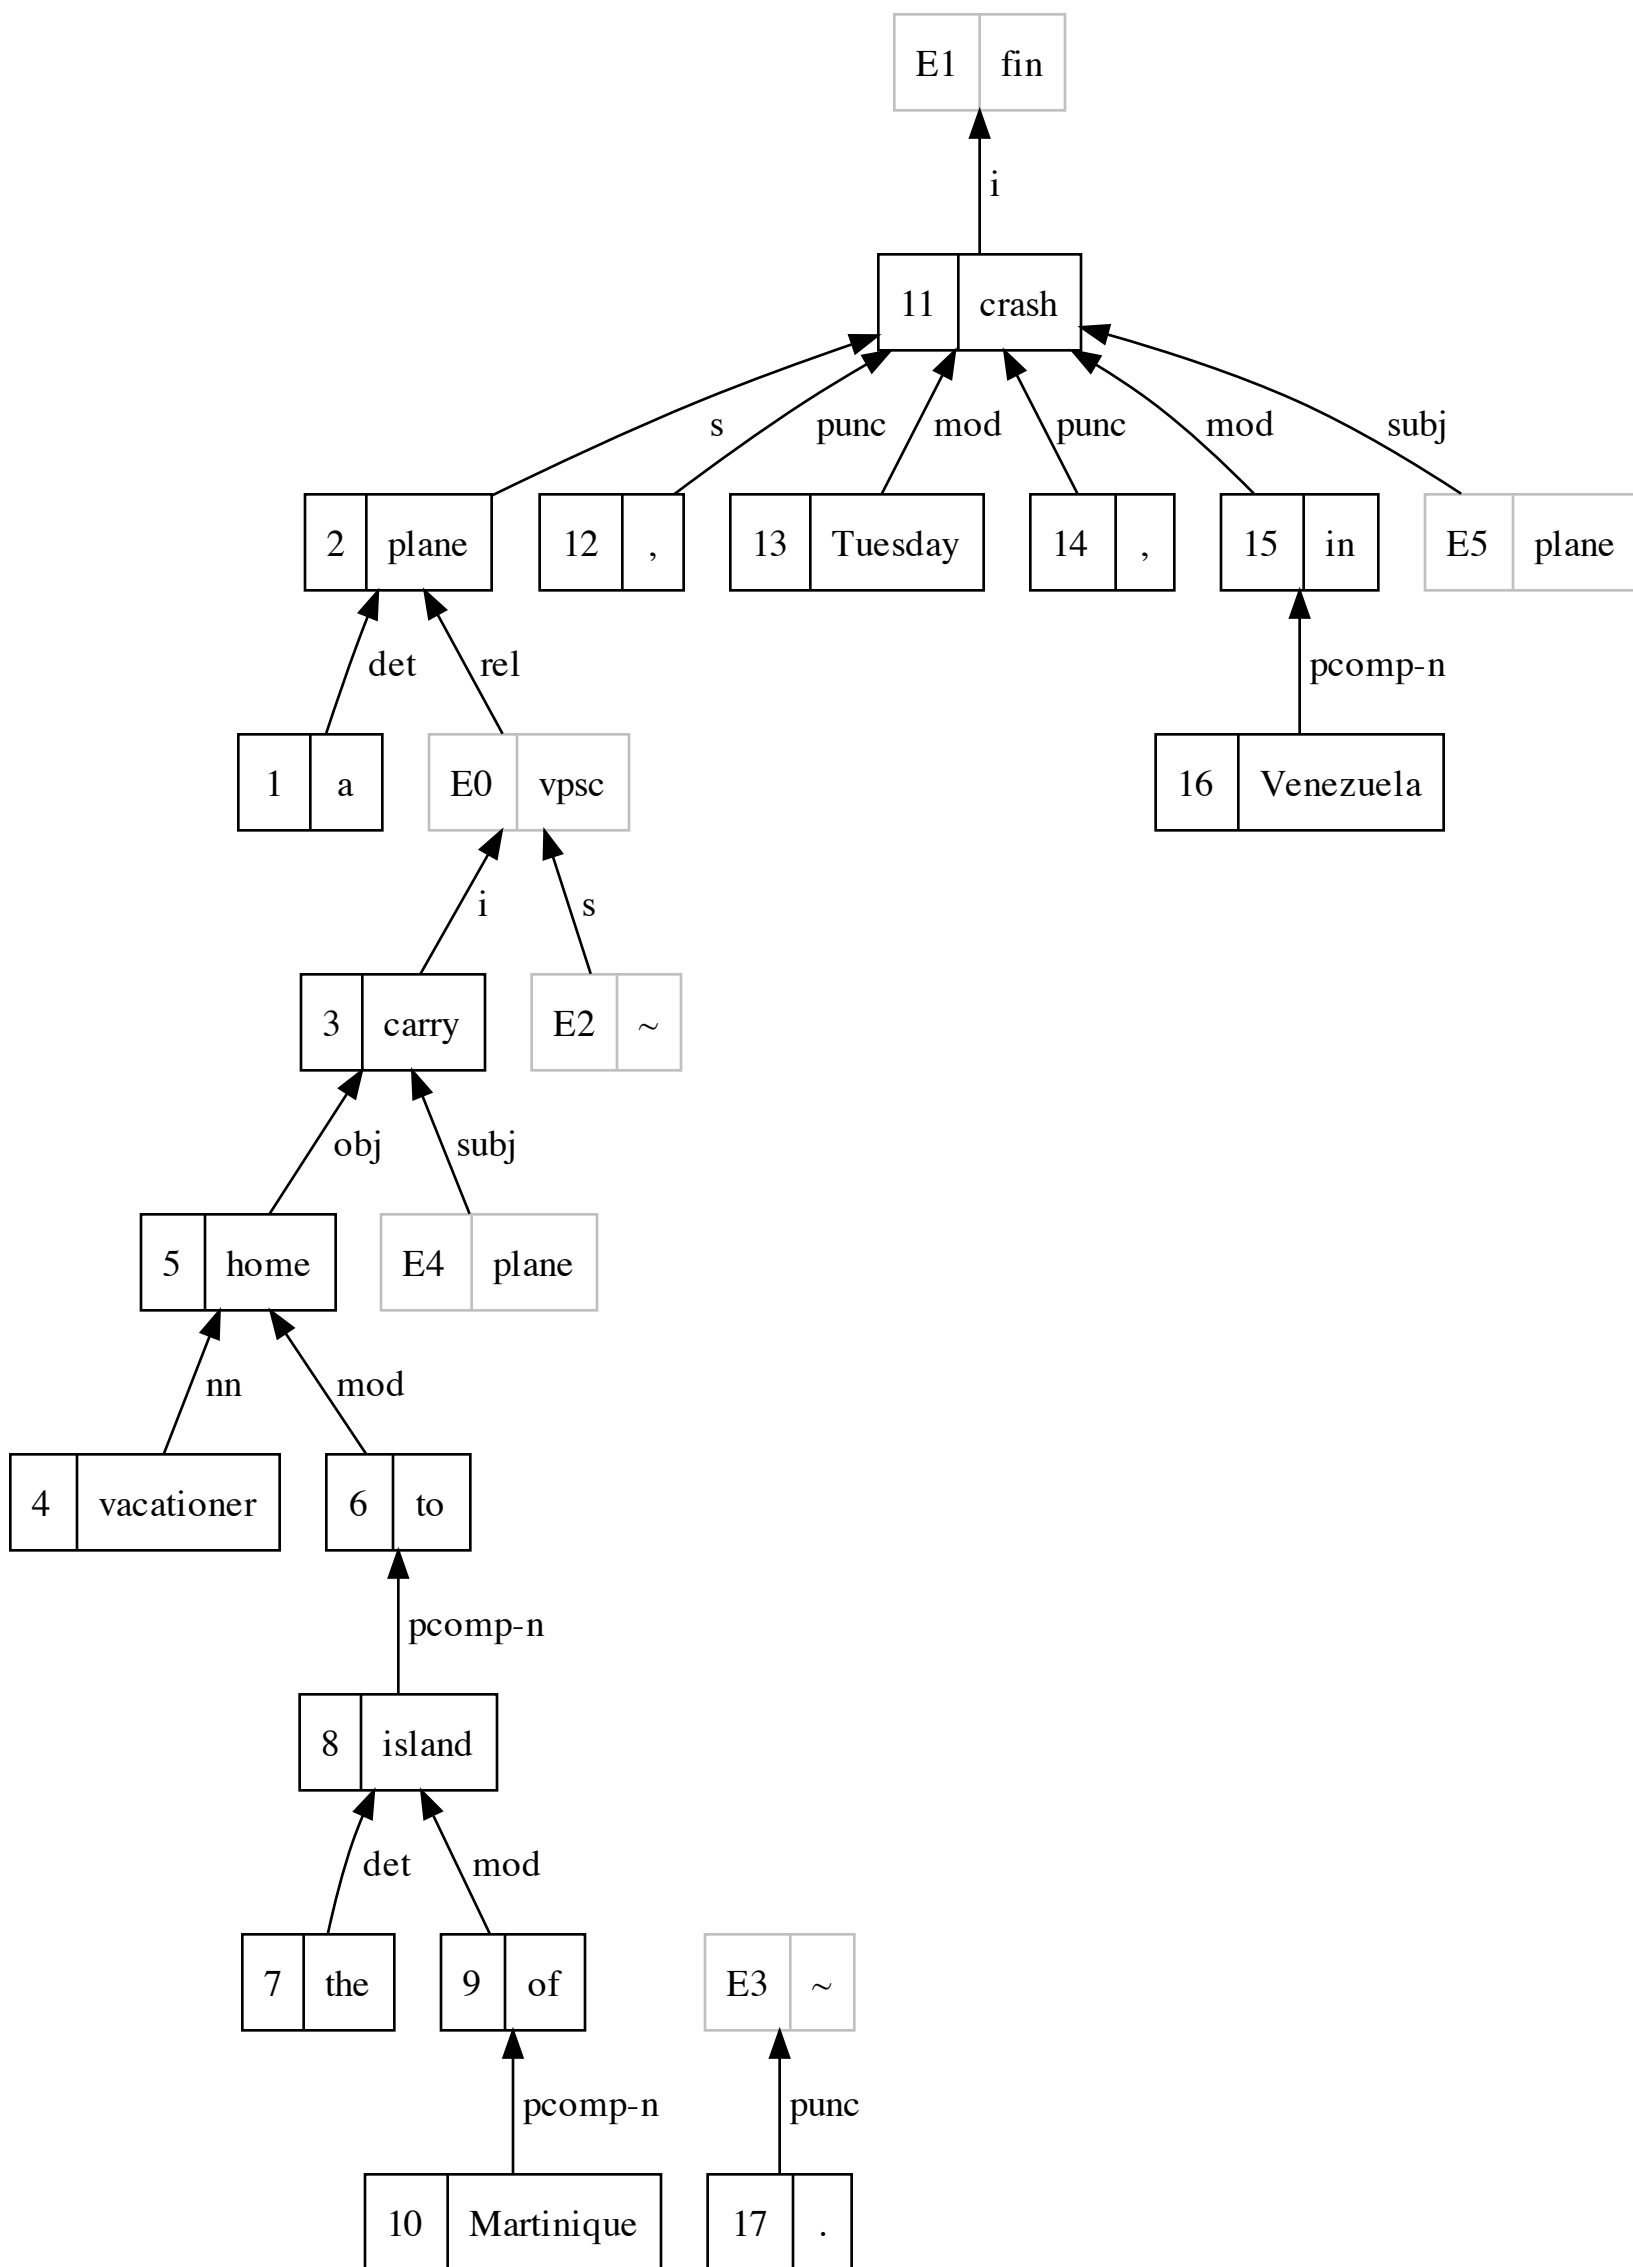 E1 fin
i
11 crash
s punc mod punc mod subj
2 plane 12 , 13 Tuesday 14 , 15 in E5 plane
det rel pcomp-n
1 a E0 vpsc 16 Venezuela
i s
3 carry E2 ~
obj subj
5 home E4 plane
nn mod
4 vacationer 6 to
pcomp-n
8 island
det mod
7 the 9 of E3 ~
pcomp-n punc
10 Martinique 17 .